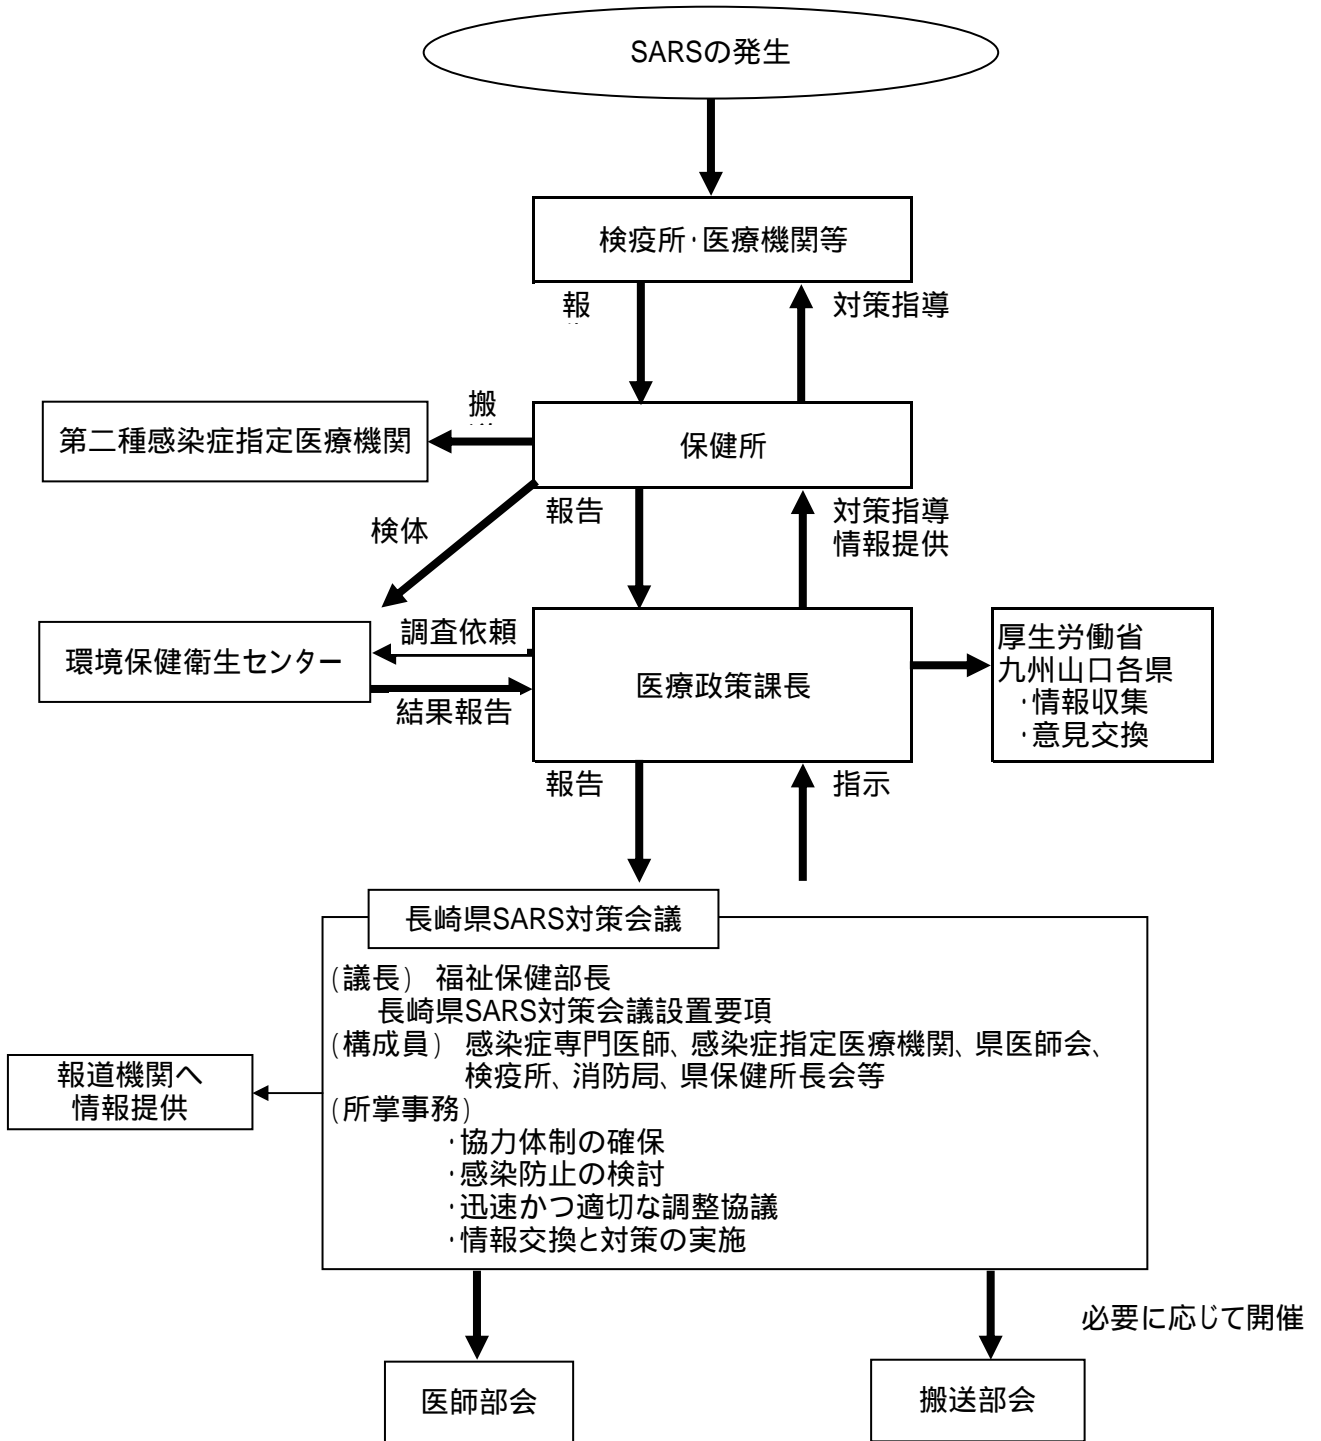 SARSの発生
検疫所・医療機関等
報
対策指導
搬
第二種感染症指定医療機関
保健所
報告
対策指導
情報提供
検体
調査依頼
環境保健衛生センター
結果報告
医療政策課長
厚生労働省
九州山口各県
・情報収集
・意見交換
報告
指示
長崎県SARS対策会議
(議長) 福祉保健部長
長崎県SARS対策会議設置要項
(構成員) 感染症専門医師、感染症指定医療機関、県医師会、
検疫所、消防局、県保健所長会等
(所掌事務)
・協力体制の確保
・感染防止の検討
・迅速かつ適切な調整協議
・情報交換と対策の実施
報道機関へ
情報提供
必要に応じて開催
医師部会
搬送部会